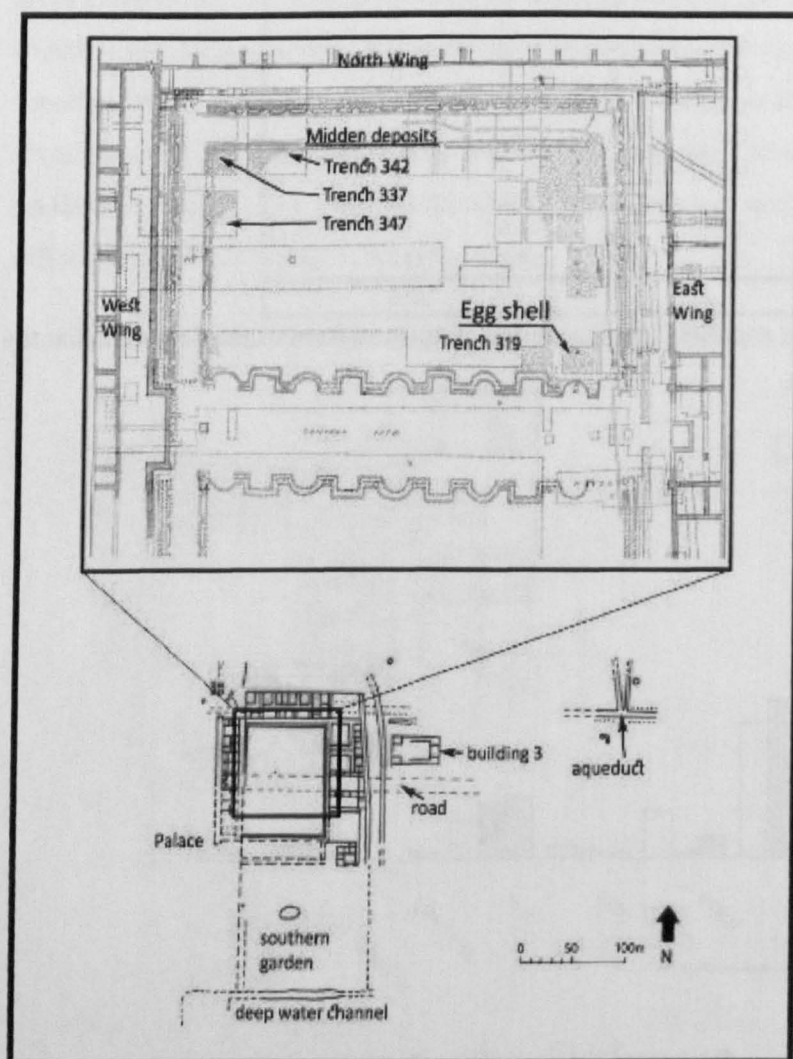 North Wing
Midden deposits
Trench 342
Trench 337
Trench 347
West
Wing
Egg shell
Trench 319
East
Wing
building 3
aqueduct
road
Palace
southern
garden
0 50 100m
N
deep water channel